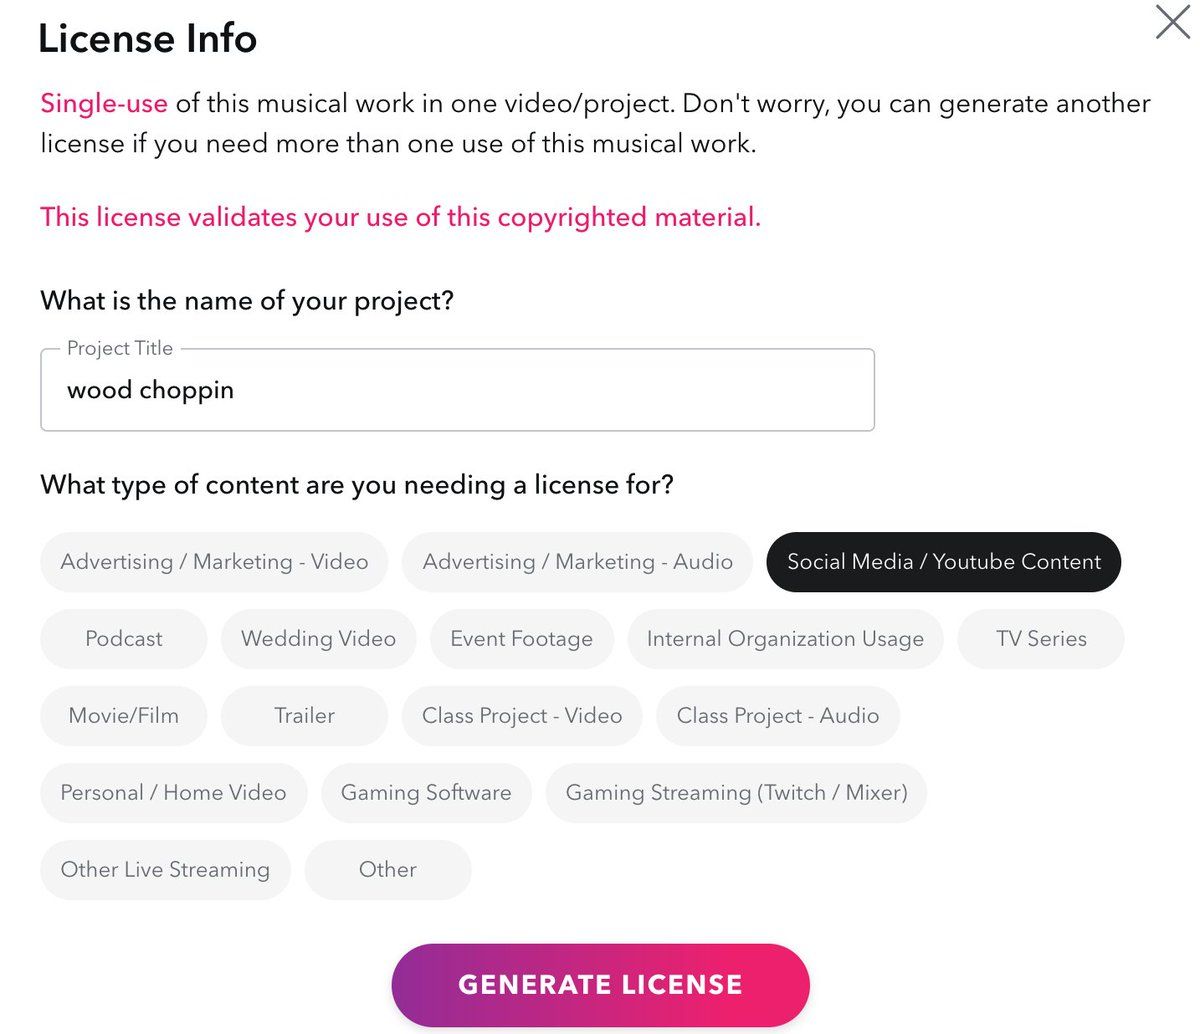 License Info
Single-use of this musical work in one video/project. Don't worry, you can generate another
license if you need more than one use of this musical work.
This license validates your use of this copyrighted material.
What is the name of your project?
Project Title
wood choppin
What type of content are you needing a license for?
Advertising / Marketing - Video Advertising / Marketing - Audio Social Media / Youtube Content
Podcast Wedding Video Event Footage Internal Organization Usage TV Series
Movie/Film Trailer Class Project - Video Class Project - Audio
Personal / Home Video Gaming Software Gaming Streaming (Twitch / Mixer)
Other Live Streaming Other
GENERATE LICENSE